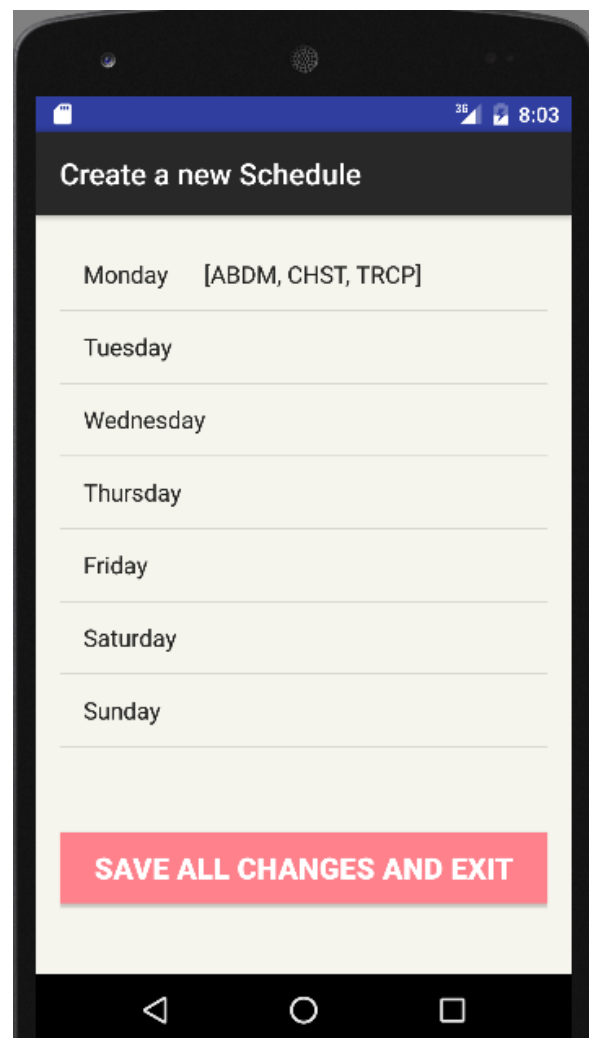 3G 8:03
Create a new Schedule
Monday [ABDM, CHST, TRCP]
Tuesday
Wednesday
Thursday
Friday
Saturday
Sunday
SAVE ALL CHANGES AND EXIT